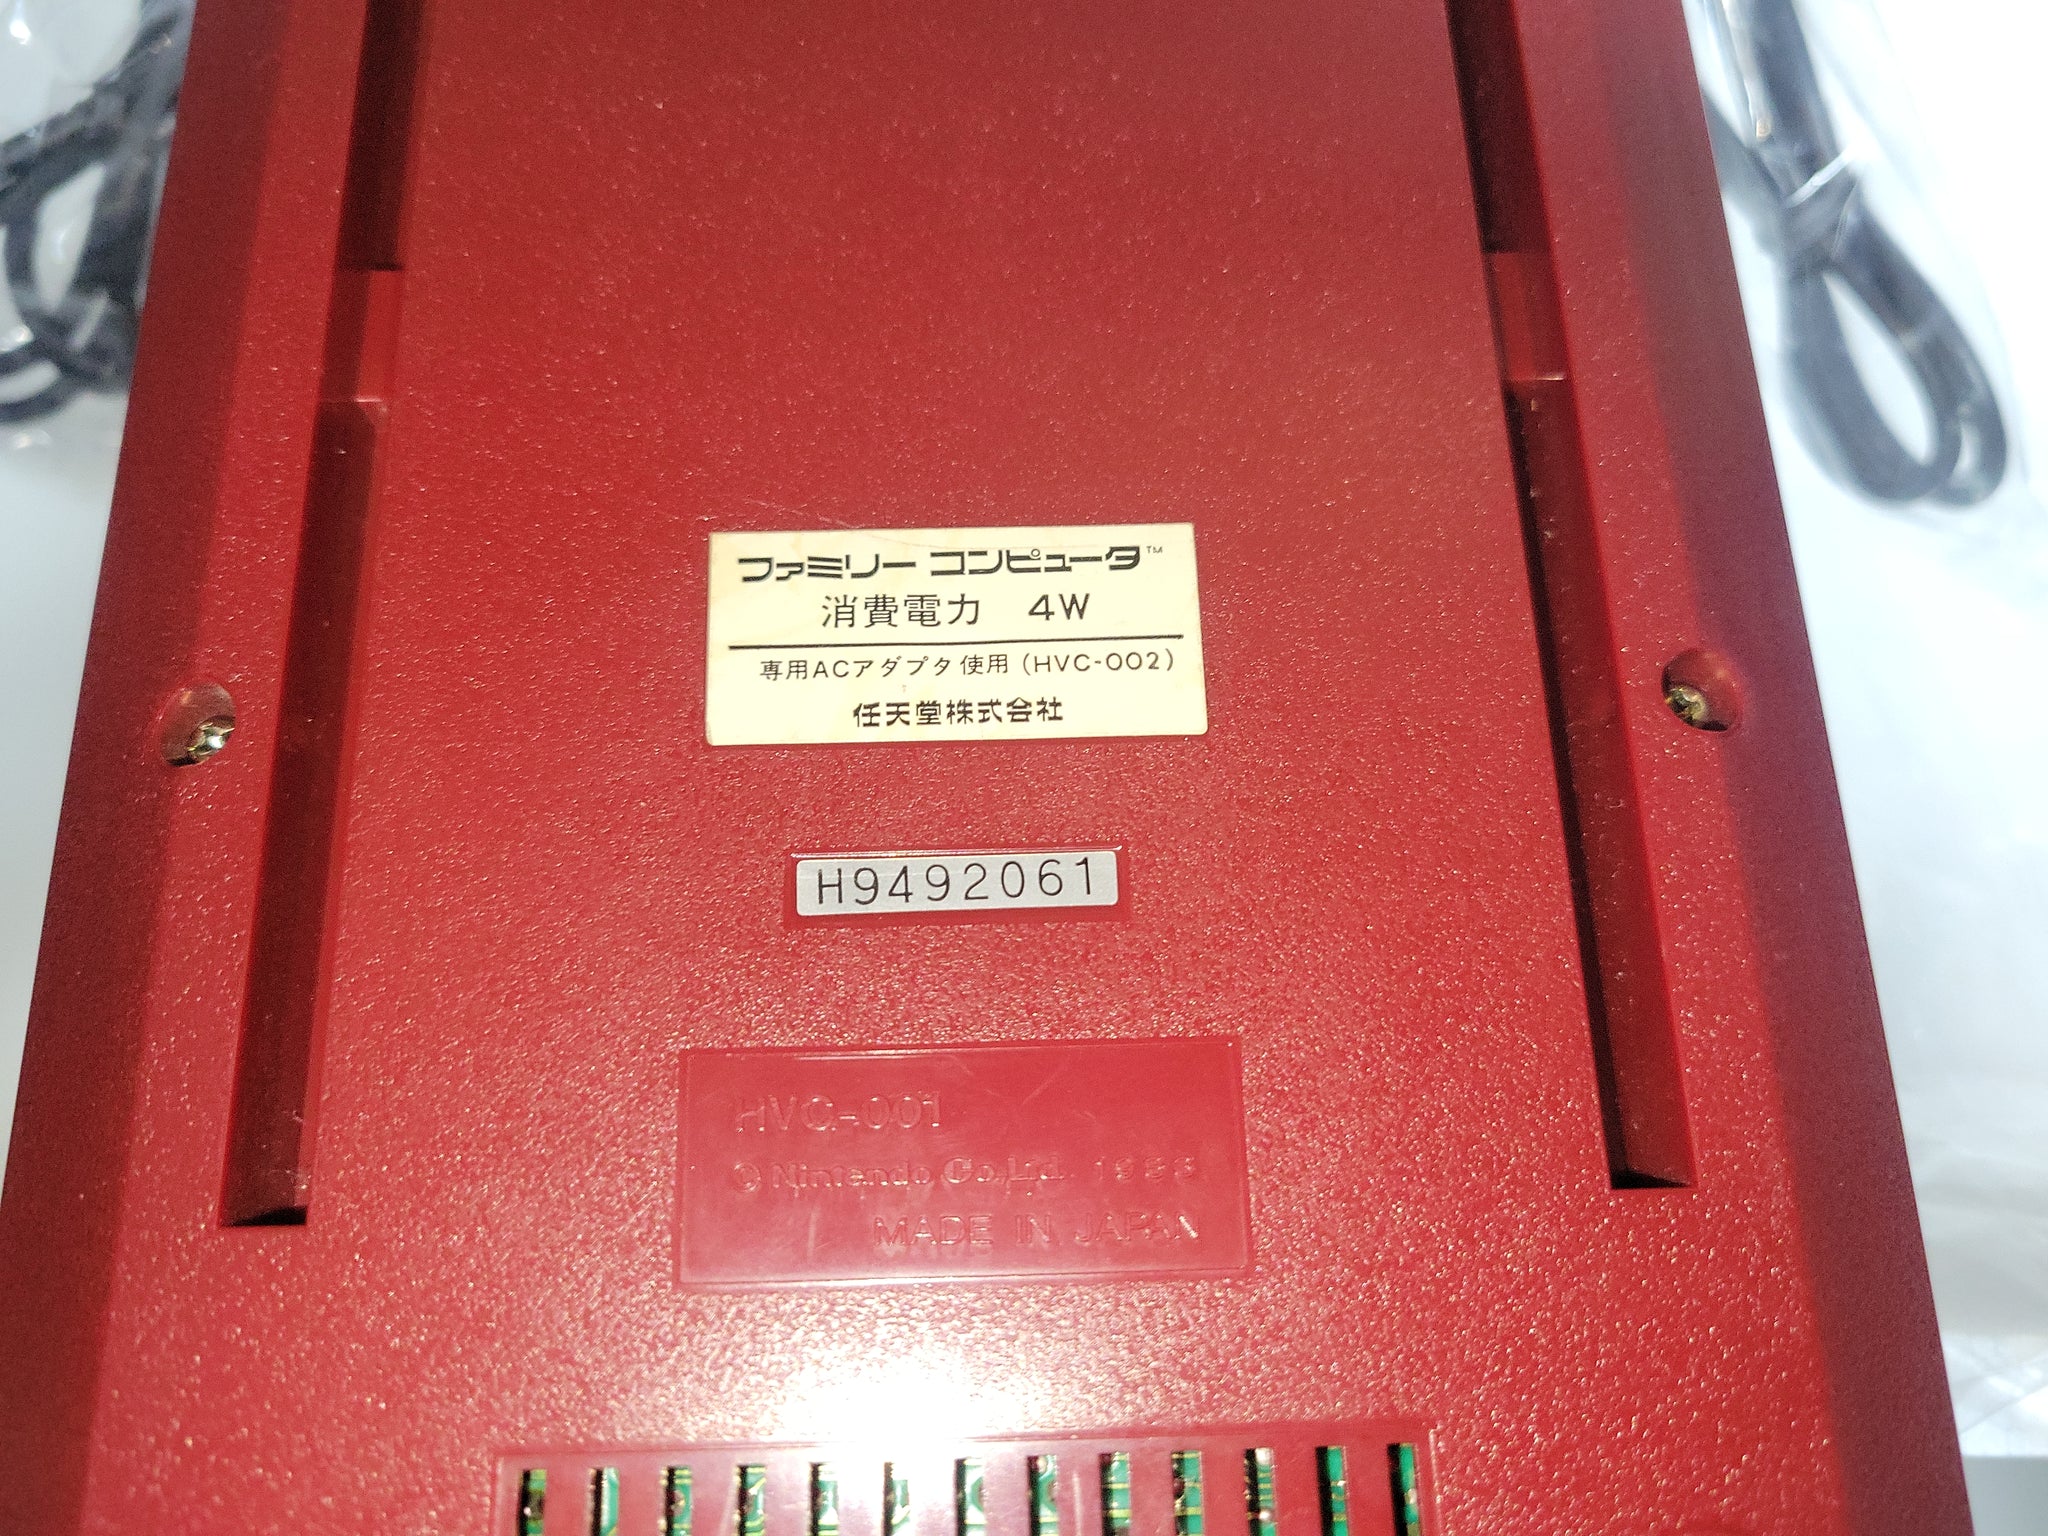 ファミリーコンピュータ™
消費電力 4W
専用ACアダプタ使用 (HVC-002)
任天堂株式会社
H9492061
HVC-001
© Nintendo Co., Ltd. 1983
MADE IN JAPAN